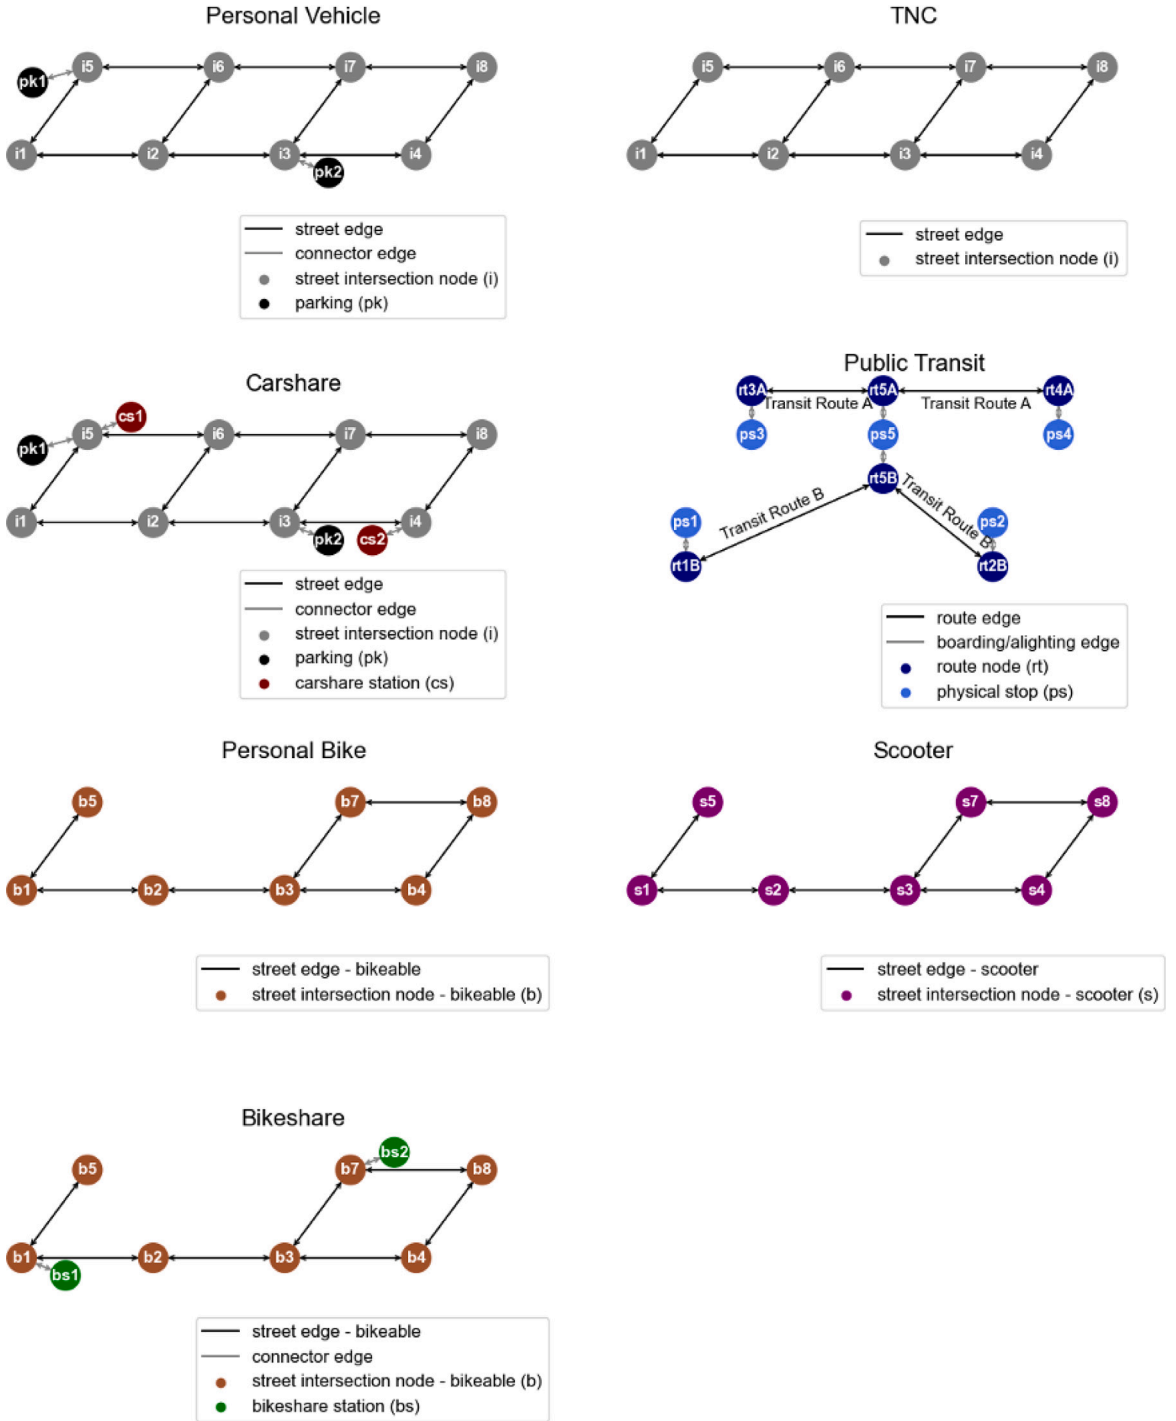 Personal Vehicle
i5 i6 i7 i8
pk1
i1 i2 i3 i4
pk2
street edge
connector edge
street intersection node (i)
parking (pk)
TNC
i5 i6 i7 i8
i1 i2 i3 i4
street edge
street intersection node (i)
Carshare
cs1
i5 i6 i7 i8
pk1
i1 i2 i3 i4
pk2 cs2
street edge
connector edge
street intersection node (i)
parking (pk)
carshare station (cs)
Public Transit
rt3A rt5A rt4A
Transit Route A Transit Route A
ps3 ps5 ps4
rt5B
Transit Route B
Transit Route B
ps1 ps2
rt1B rt2B
route edge
boarding/alighting edge
route node (rt)
physical stop (ps)
Personal Bike
b5 b7 b8
b1 b2 b3 b4
street edge - bikeable
street intersection node - bikeable (b)
Scooter
s5 s7 s8
s1 s2 s3 s4
street edge - scooter
street intersection node - scooter (s)
Bikeshare
bs2
b5 b7 b8
b1 b2 b3 b4
bs1
street edge - bikeable
connector edge
street intersection node - bikeable (b)
bikeshare station (bs)